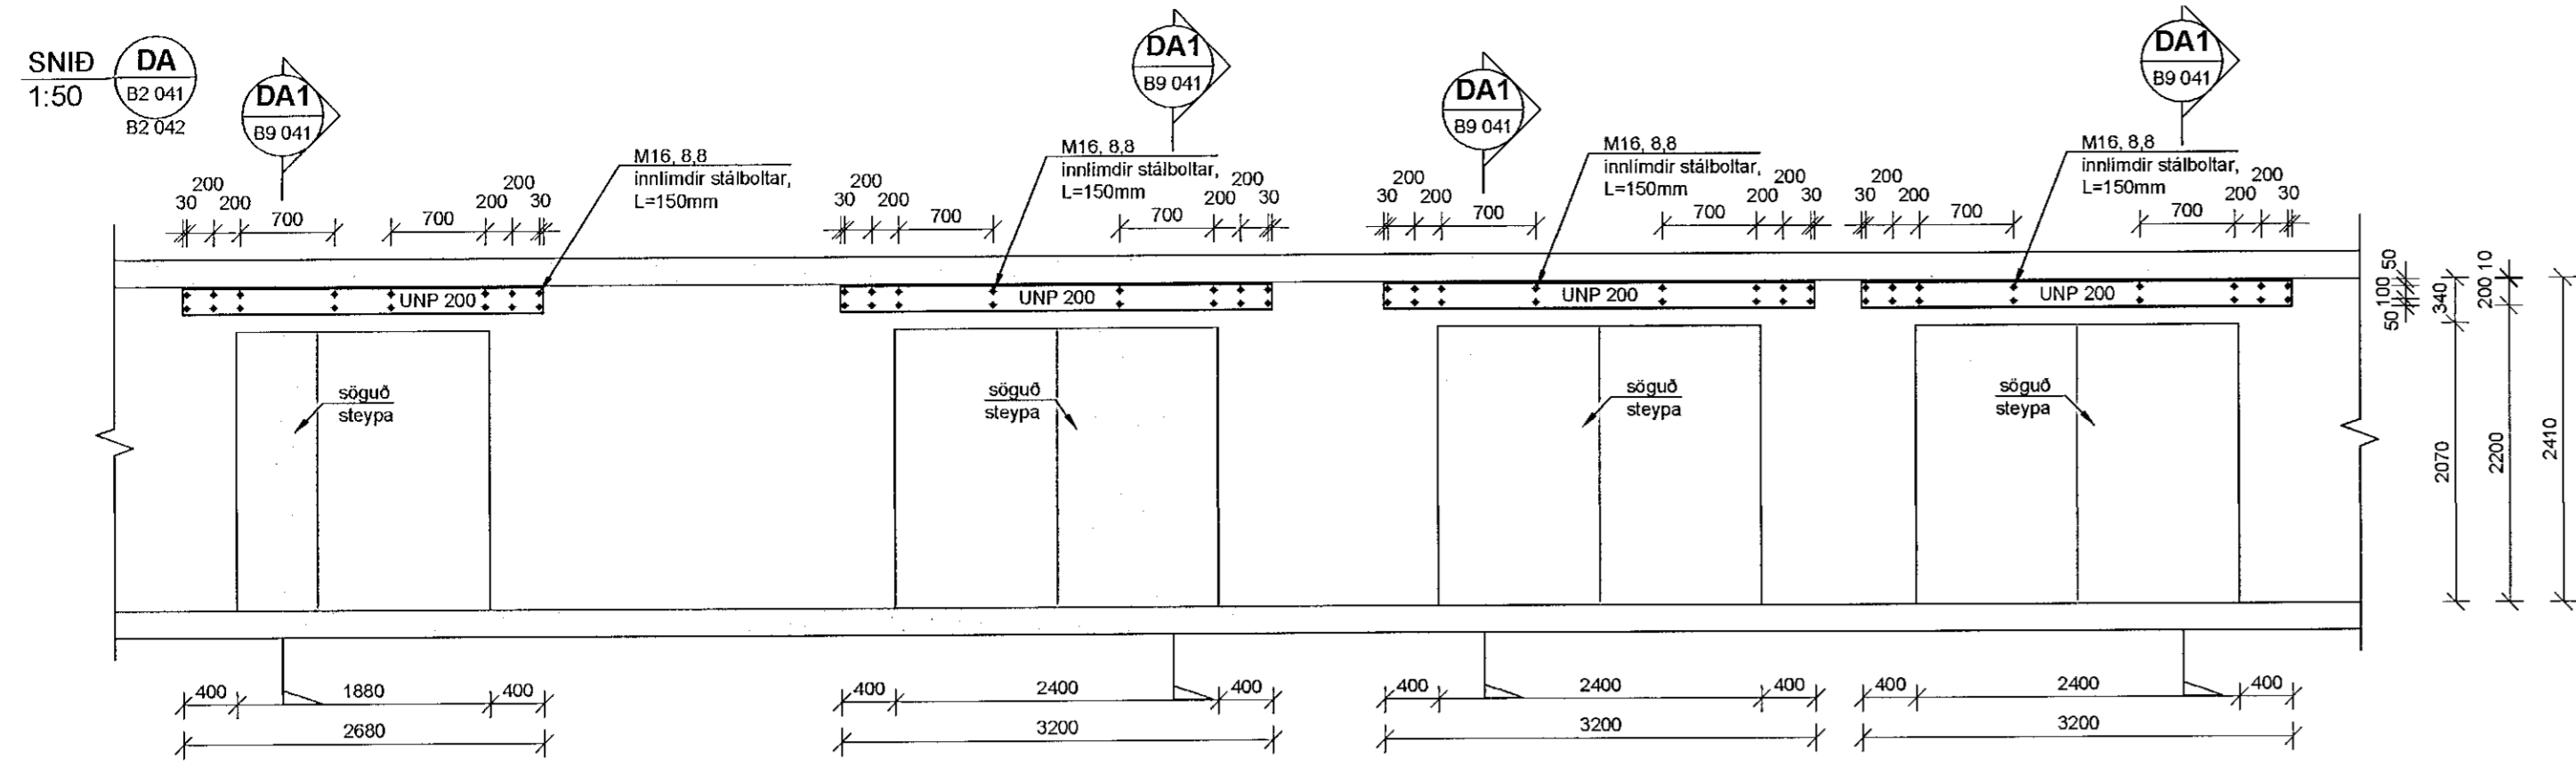 SNIÐ
1:50
DA
B2 041
B2 042
DA1
B9 041
DA1
B9 041
DA1
B9 041
DA1
B9 041
M16, 8,8
innlímdir stálboltar,
L=150mm
M16, 8,8
innlímdir stálboltar,
L=150mm
M16, 8,8
innlímdir stálboltar,
L=150mm
M16, 8,8
innlímdir stálboltar,
L=150mm
200 200
30 200 700 700 200 30
200 200
30 200 700 700 200 30
200 200
30 200 700 700 200 30
200 200
30 200 700 700 200 30
UNP 200
UNP 200
UNP 200
UNP 200
50 100 50
340
2070
10
200
2200
2410
söguð
steypa
söguð
steypa
söguð
steypa
söguð
steypa
400 1880 400
2680
400 2400 400
3200
400 2400 400
3200
400 2400 400
3200